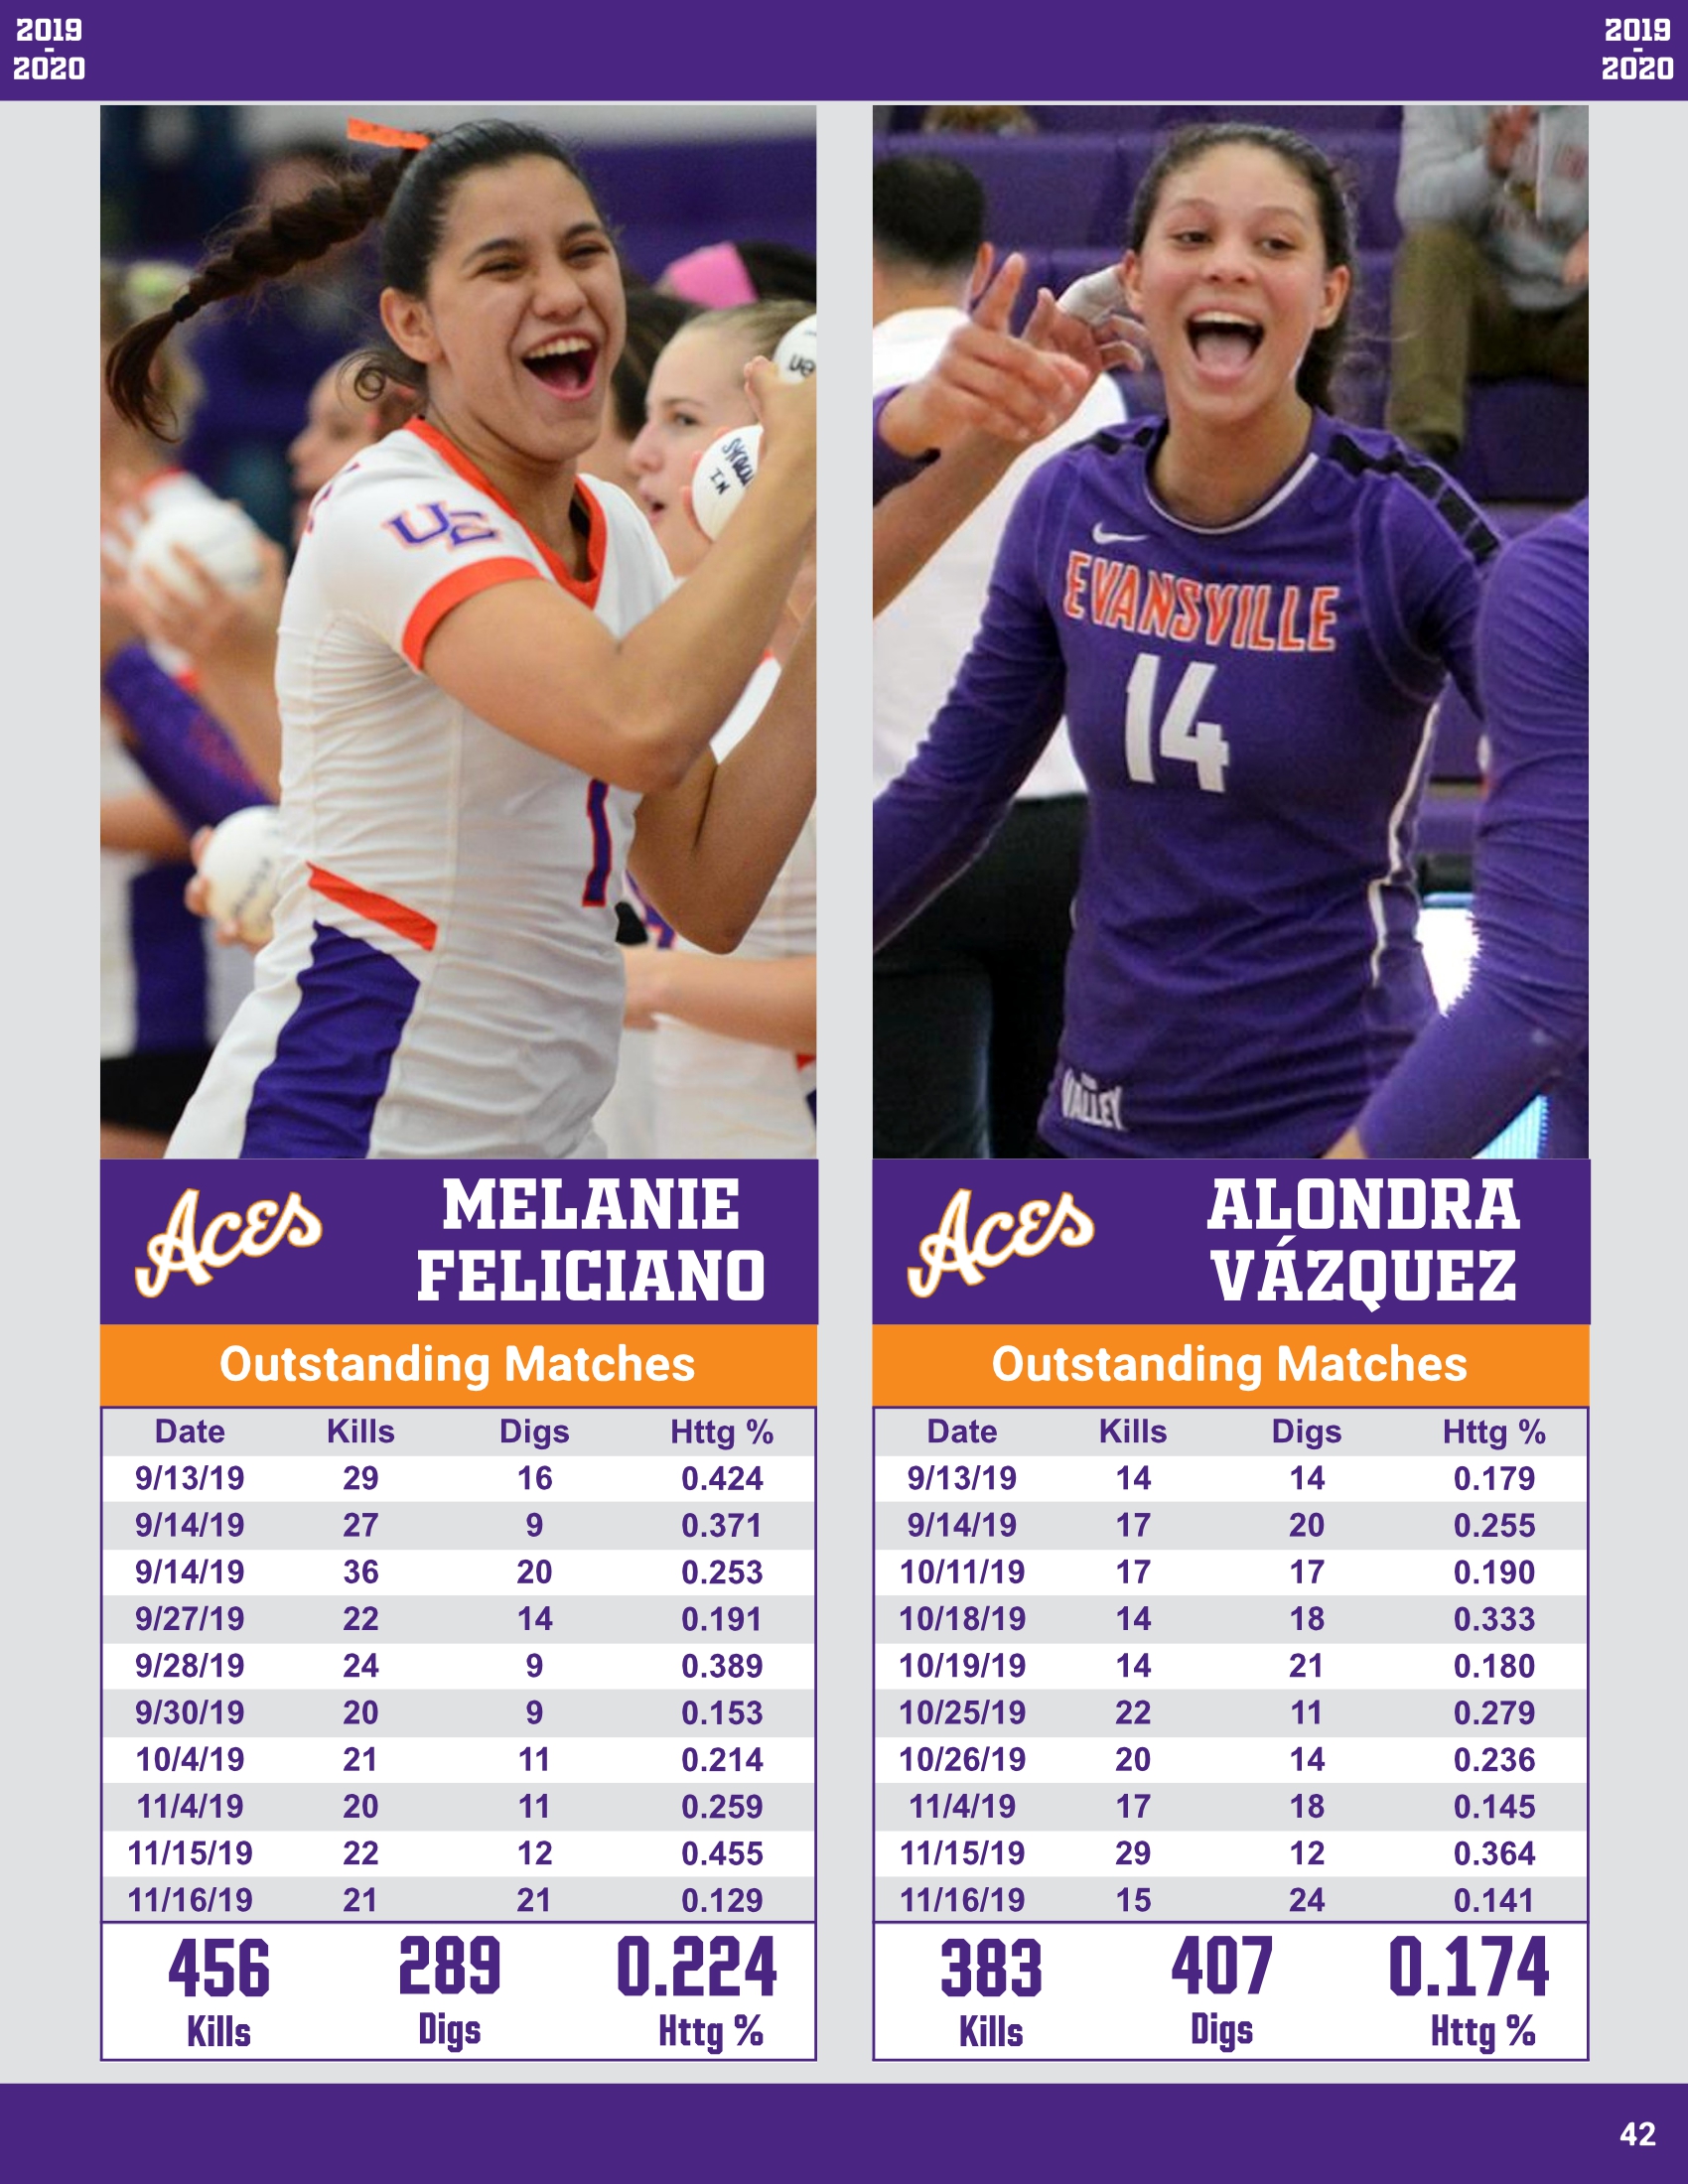 2019
-
2020
2019
-
2020
UE
1
SKACU
IN
EVANSVILLE
14
VALLEY
Aces
MELANIE
FELICIANO
Outstanding Matches
Date Kills Digs Httg %
9/13/19 29 16 0.424
9/14/19 27 9 0.371
9/14/19 36 20 0.253
9/27/19 22 14 0.191
9/28/19 24 9 0.389
9/30/19 20 9 0.153
10/4/19 21 11 0.214
11/4/19 20 11 0.259
11/15/19 22 12 0.455
11/16/19 21 21 0.129
456 289 0.224
Kills Digs Httg %
Aces
ALONDRA
VÁZQUEZ
Outstanding Matches
Date Kills Digs Httg %
9/13/19 14 14 0.179
9/14/19 17 20 0.255
10/11/19 17 17 0.190
10/18/19 14 18 0.333
10/19/19 14 21 0.180
10/25/19 22 11 0.279
10/26/19 20 14 0.236
11/4/19 17 18 0.145
11/15/19 29 12 0.364
11/16/19 15 24 0.141
383 407 0.174
Kills Digs Httg %
42